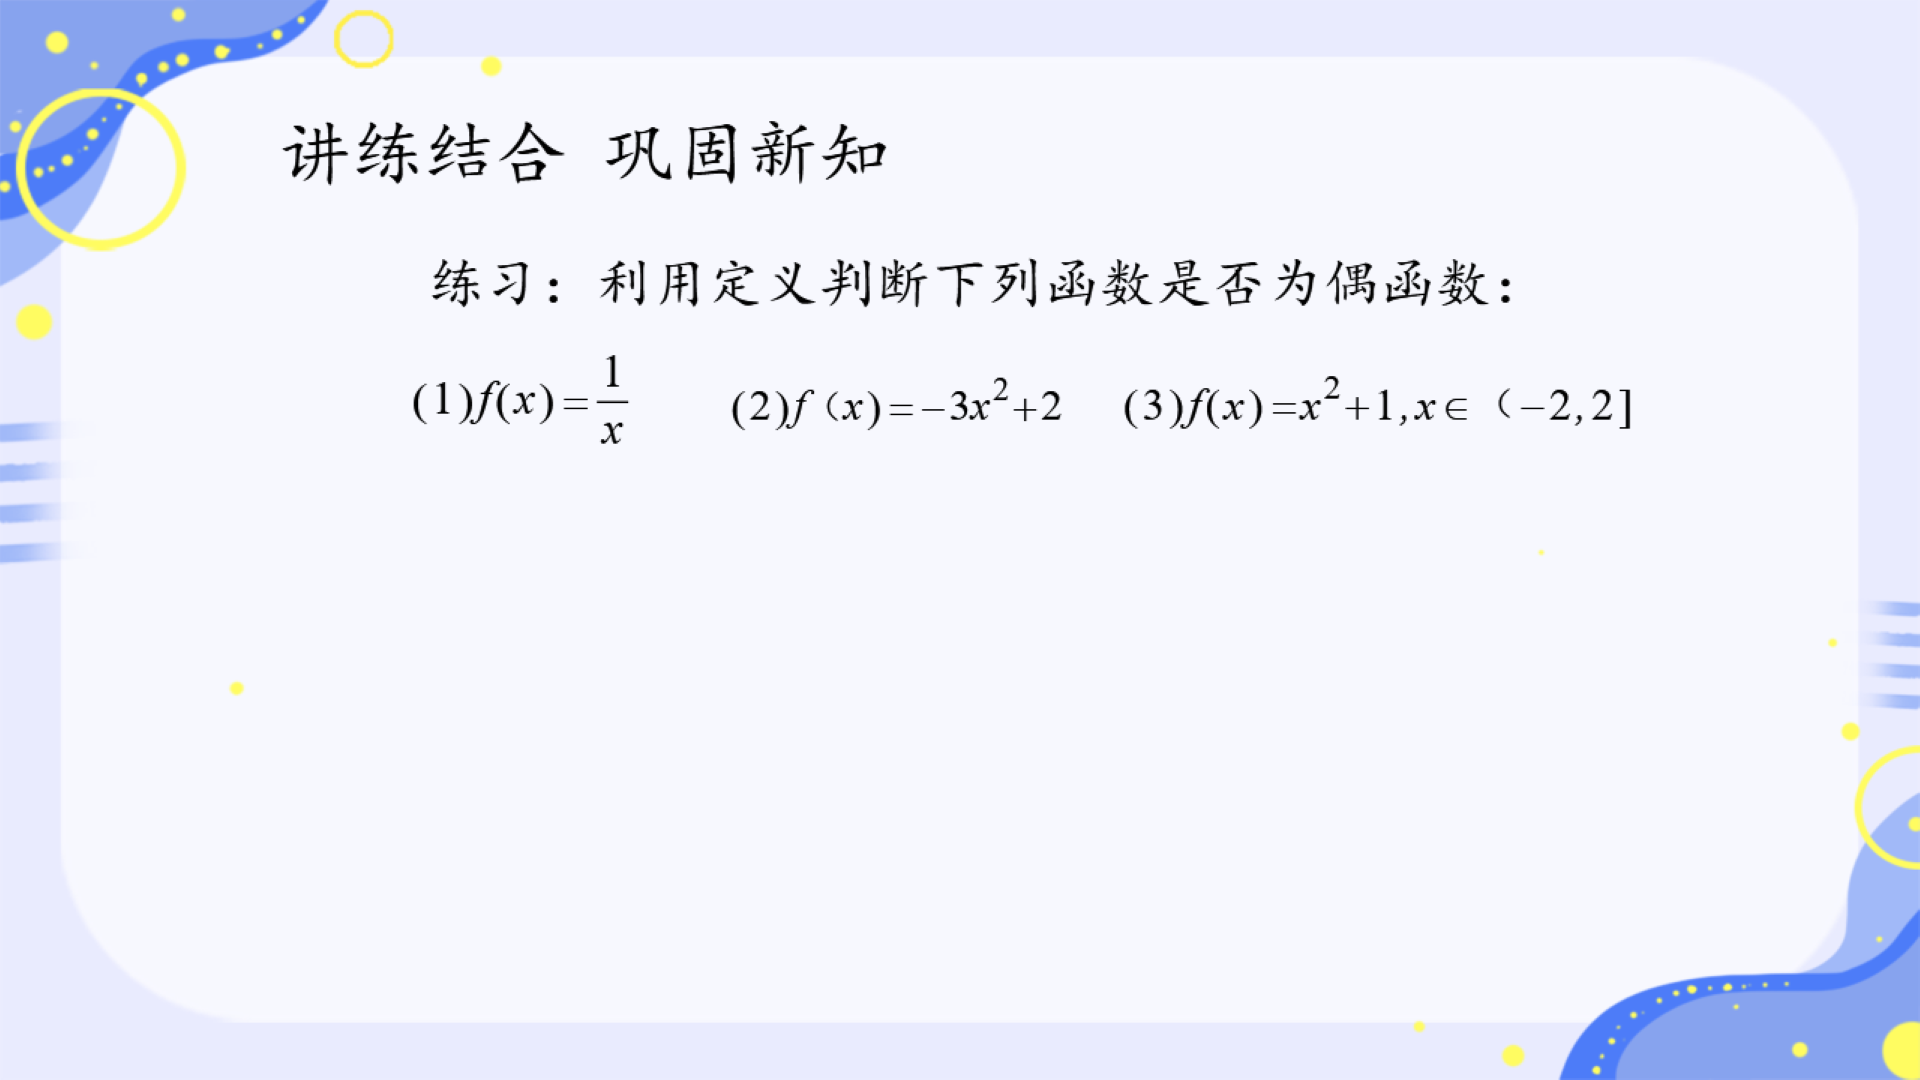 讲练结合 巩固新知
练习：利用定义判断下列函数是否为偶函数：
(1)f(x)=1/x (2)f（x)=−3x²+2 (3)f(x)=x²+1,x∈（−2,2]